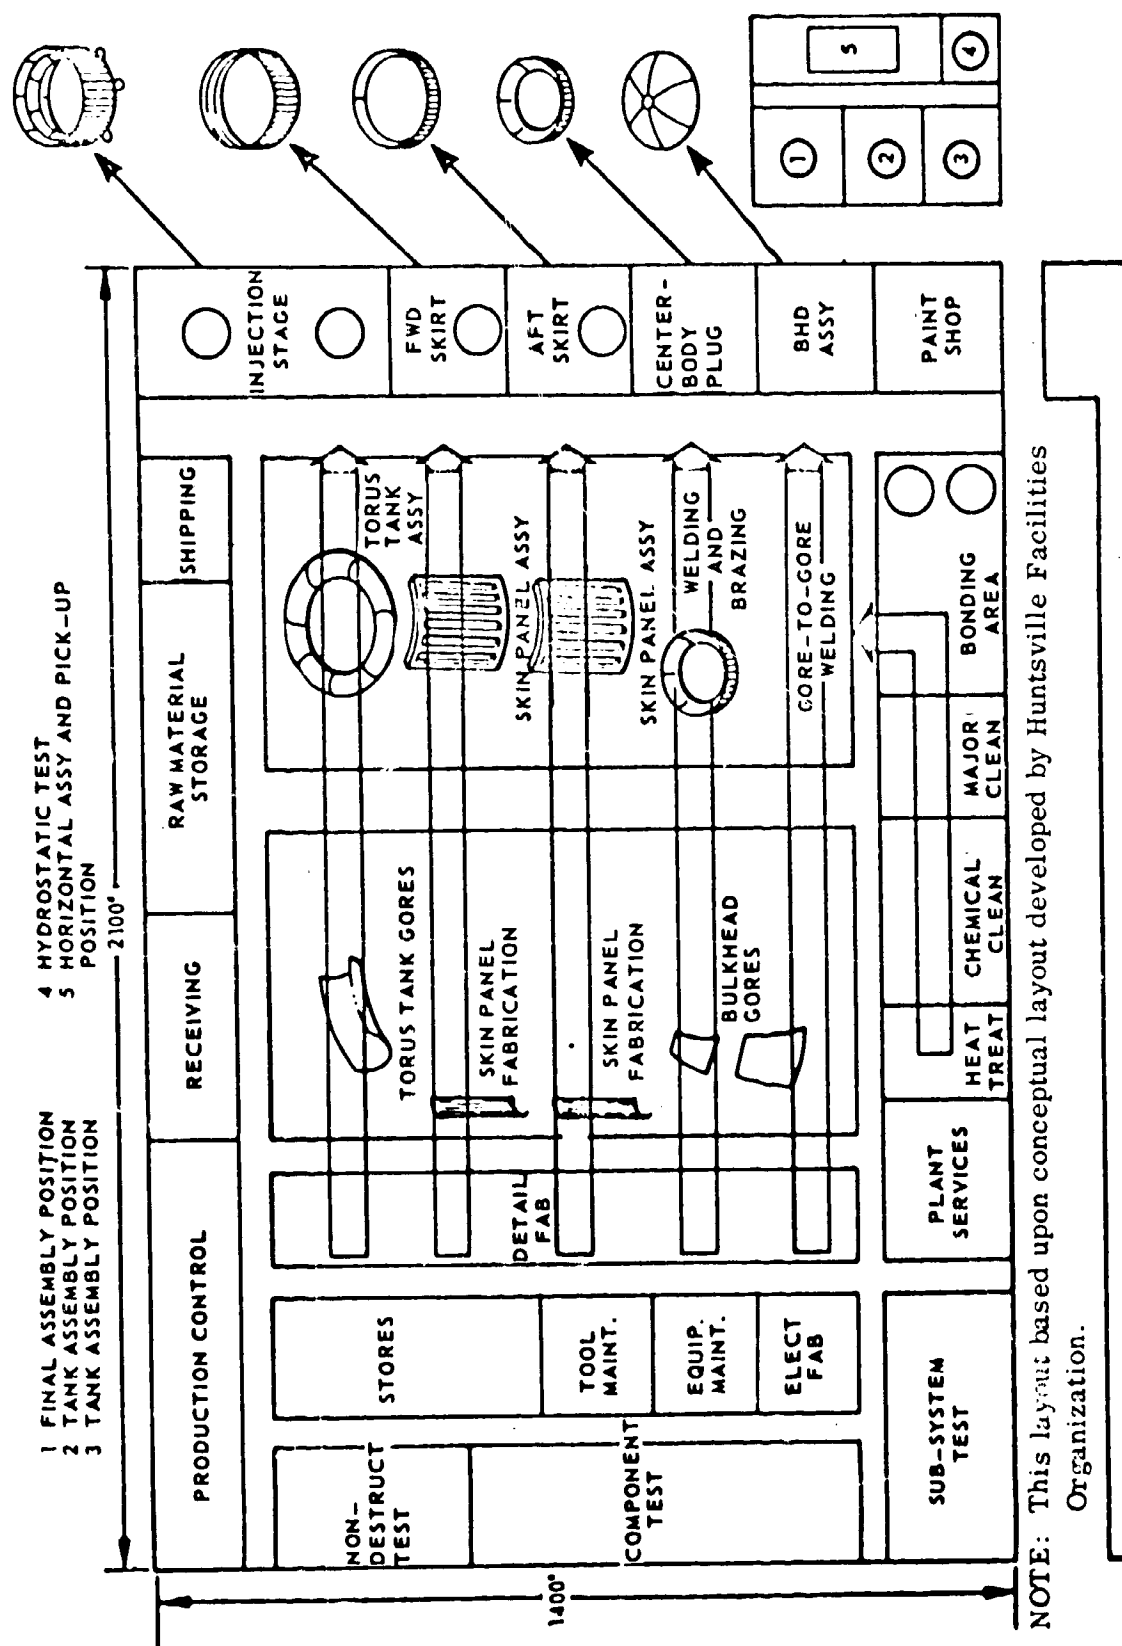 1 FINAL ASSEMBLY POSITION
2 TANK ASSEMBLY POSITION
3 TANK ASSEMBLY POSITION
4 HYDROSTATIC TEST
5 HORIZONTAL ASSY AND PICK-UP
POSITION
2100'
1400'
PRODUCTION CONTROL
RECEIVING
RAW MATERIAL
STORAGE
SHIPPING
INJECTION
STAGE
FWD
SKIRT
AFT
SKIRT
CENTER-
BODY
PLUG
BHD
ASSY
PAINT
SHOP
NON-
DESTRUCT
TEST
COMPONENT
TEST
STORES
TOOL
MAINT.
EQUIP.
MAINT.
ELECT
FAB
DETAIL
FAB
TORUS TANK GORES
SKIN PANEL
FABRICATION
SKIN PANEL
FABRICATION
BULKHEAD
GORES
TORUS
TANK
ASSY
SKIN PANEL ASSY
SKIN PANEL ASSY
WELDING
AND
BRAZING
GORE-TO-GORE
WELDING
SUB-SYSTEM
TEST
PLANT
SERVICES
HEAT
TREAT
CHEMICAL
CLEAN
MAJOR
CLEAN
BONDING
AREA
1
2
3
4
5
NOTE: This layout based upon conceptual layout developed by Huntsville Facilities
Organization.